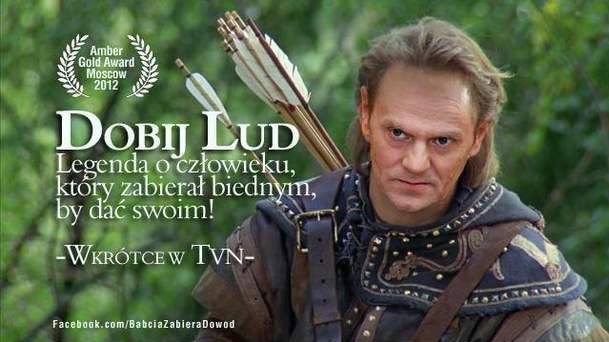 Amber
Gold Award
Moscow
2012
DOBIJ LUD
Legenda o człowieku,
który zabierał biednym,
by dać swoim!
-WKRÓTCE W TVN-
Facebook.com/BabciaZabieraDowod